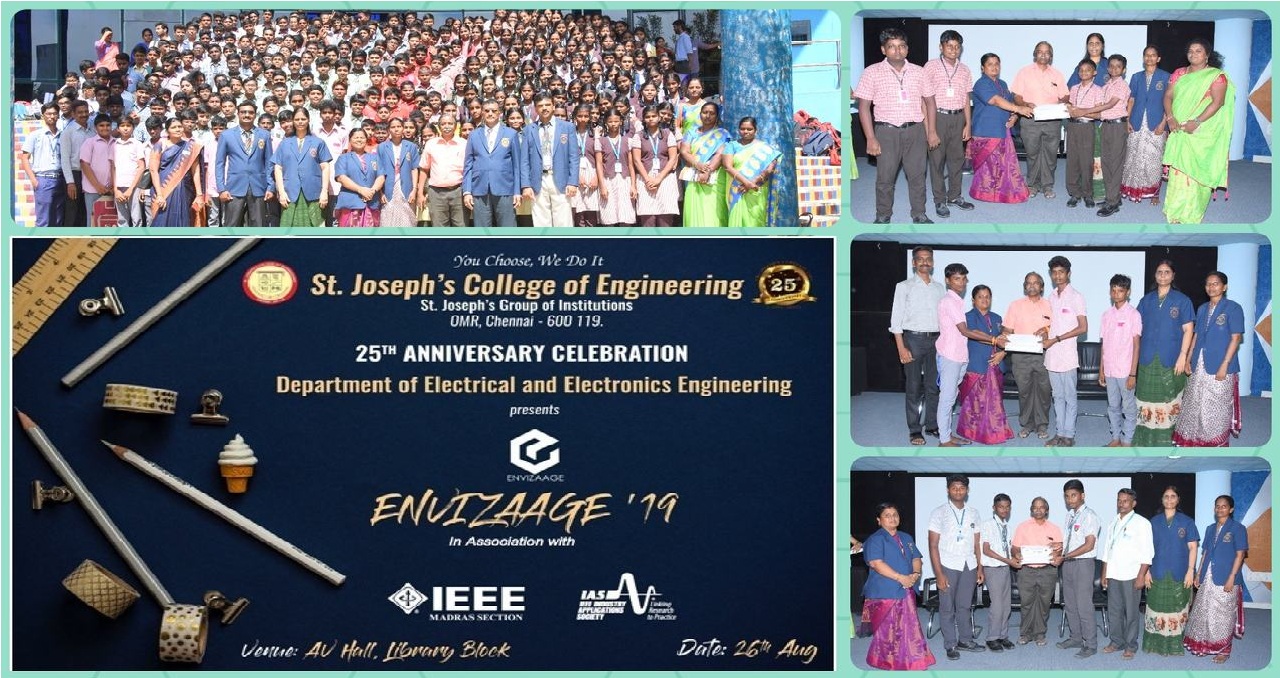 You Choose, We Do It
St. Joseph's College of Engineering
25
St. Joseph's Group of Institutions
OMR, Chennai - 600 119.
25TH ANNIVERSARY CELEBRATION
Department of Electrical and Electronics Engineering
presents
ENVIZAAGE
ENVIZAAGE '19
In Association with
IEEE
MADRAS SECTION
IAS
INDUSTRY
APPLICATIONS
SOCIETY
Linking
Research
to Practice
Venue: AV Hall, Library Block
Date: 26th Aug